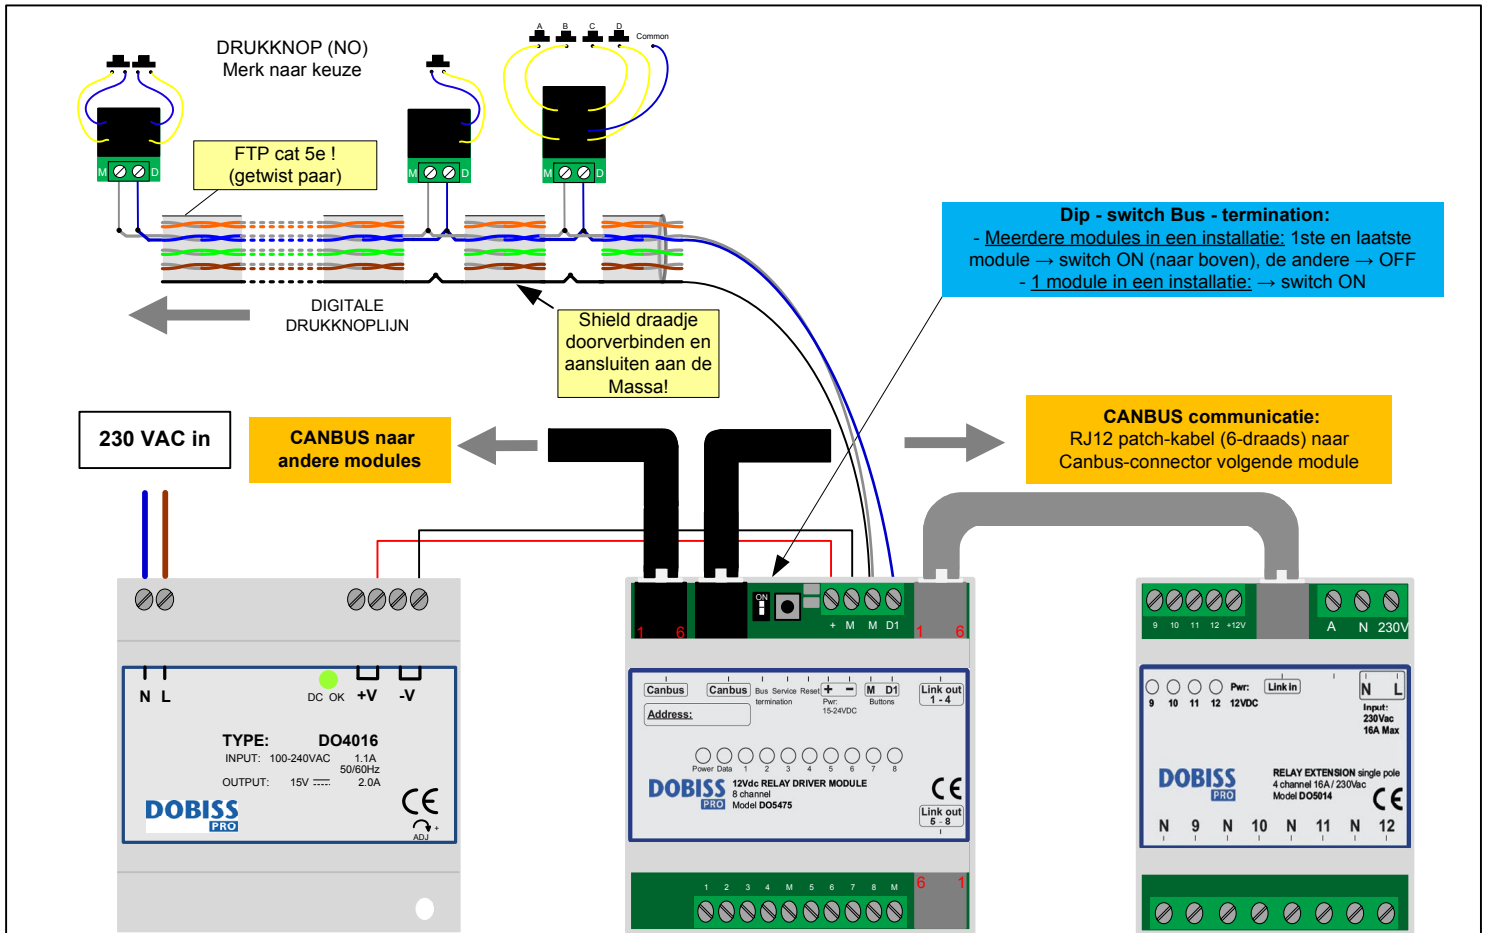 DRUKKNOP (NO)
Merk naar keuze
A B C D Common
M D
M D
M D
FTP cat 5e !
(getwist paar)
DIGITALE
DRUKKNOPLIJN
Shield draadje
doorverbinden en
aansluiten aan de
Massa!
Dip - switch Bus - termination:
- Meerdere modules in een installatie: 1ste en laatste
module → switch ON (naar boven), de andere → OFF
- 1 module in een installatie: → switch ON
230 VAC in
CANBUS naar
andere modules
CANBUS communicatie:
RJ12 patch-kabel (6-draads) naar
Canbus-connector volgende module
N L
DC OK +V -V
TYPE: DO4016
INPUT: 100-240VAC 1.1A
50/60Hz
OUTPUT: 15V 2.0A
DOBISS
PRO
CE
+
ADJ
ON
1 6
+ M M D1
1 6
Canbus Canbus Bus termination Service Reset + − M D1 Link out
1 - 4
Pwr:
15-24VDC
Buttons
Address:
Power Data 1 2 3 4 5 6 7 8
DOBISS
PRO
12Vdc RELAY DRIVER MODULE
8 channel
Model DO5475
CE
Link out
5 - 8
1 2 3 4 M 5 6 7 8 M
6 1
9 10 11 12 +12V
A N 230V
9 10 11 12 Pwr:
12VDC
Link in
N L
Input:
230Vac
16A Max
DOBISS
PRO
RELAY EXTENSION single pole
4 channel 16A / 230Vac
Model DO5014
CE
N 9 N 10 N 11 N 12